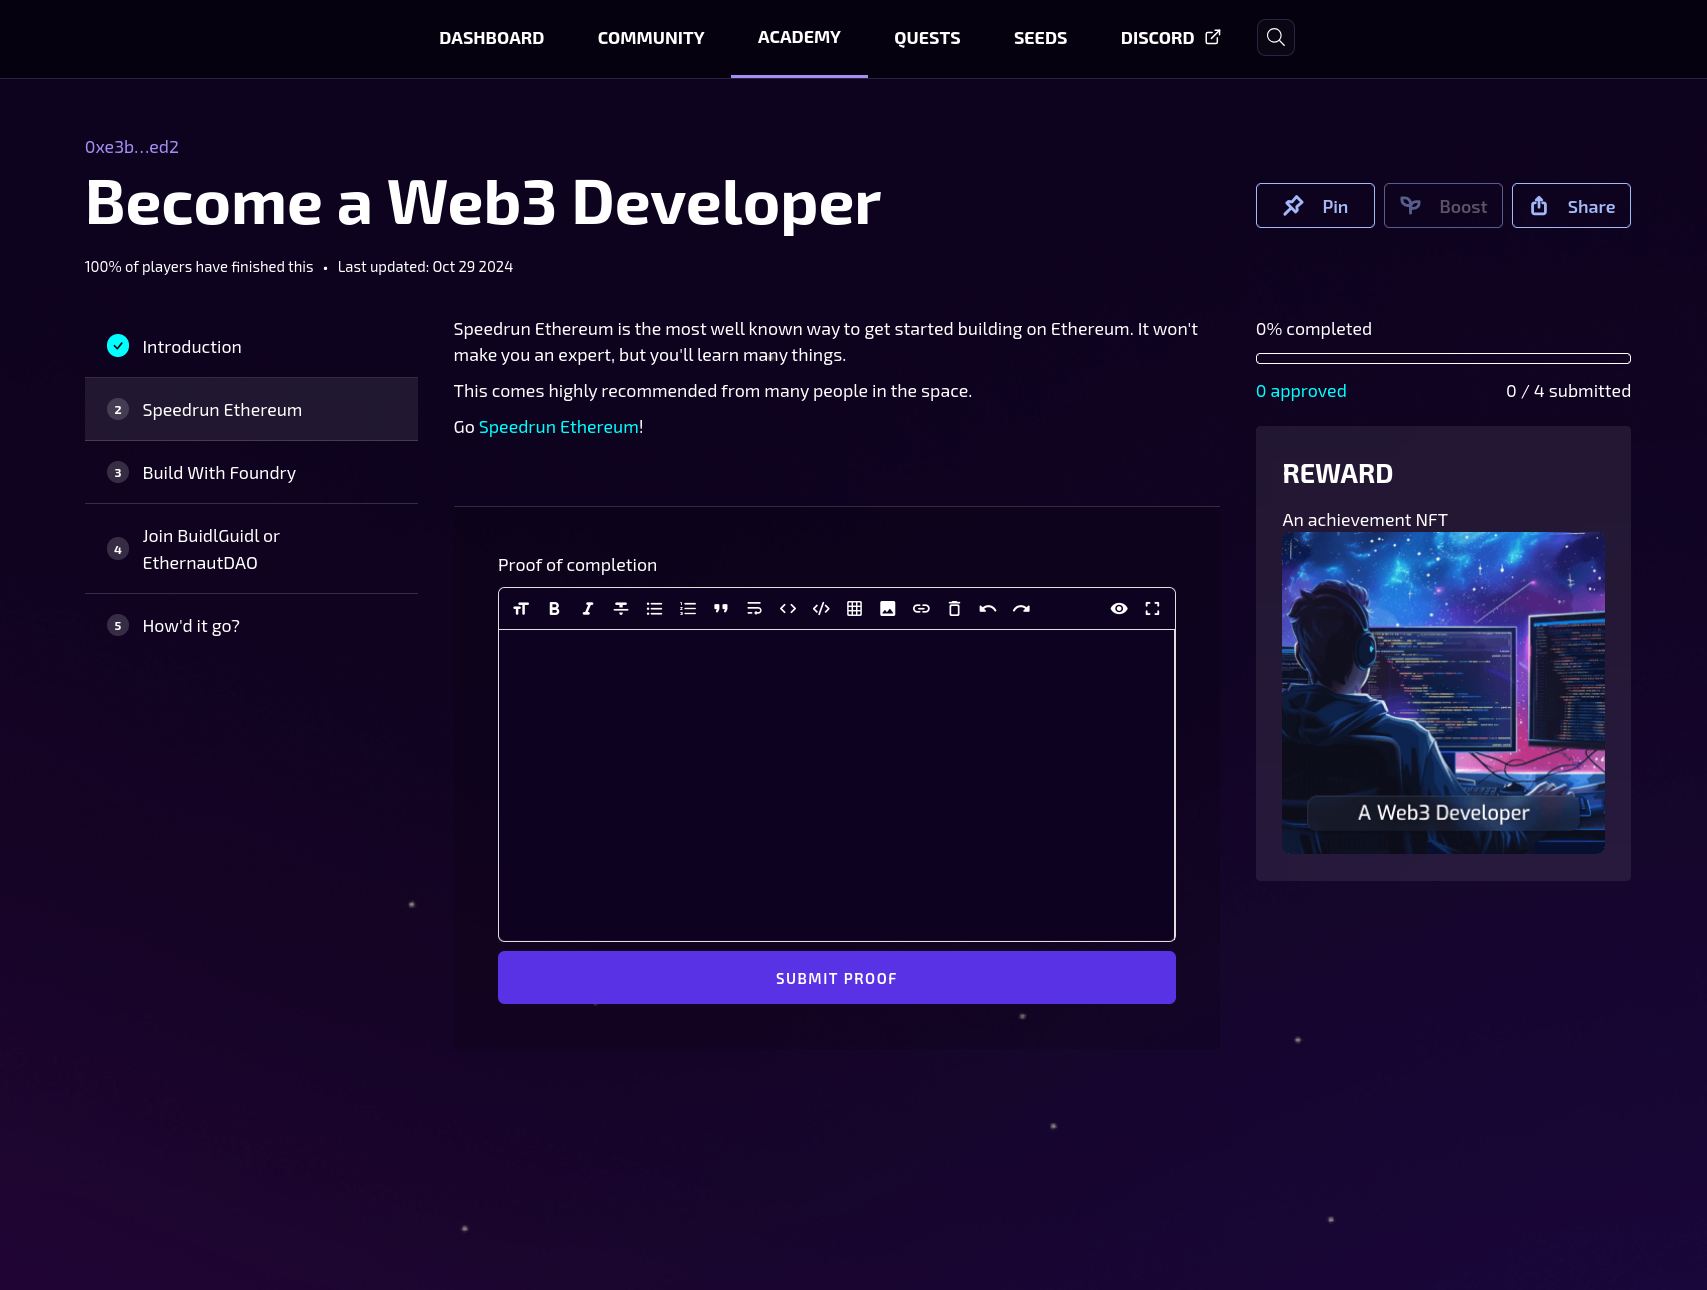 DASHBOARD COMMUNITY ACADEMY QUESTS SEEDS DISCORD
0xe3b...ed2
Become a Web3 Developer
Pin Boost Share
100% of players have finished this • Last updated: Oct 29 2024
Introduction
2 Speedrun Ethereum
3 Build With Foundry
4 Join BuidlGuidl or
EthernautDAO
5 How'd it go?
Speedrun Ethereum is the most well known way to get started building on Ethereum. It won't
make you an expert, but you'll learn many things.
This comes highly recommended from many people in the space.
Go Speedrun Ethereum!
Proof of completion
SUBMIT PROOF
0% completed
0 approved 0 / 4 submitted
REWARD
An achievement NFT
A Web3 Developer